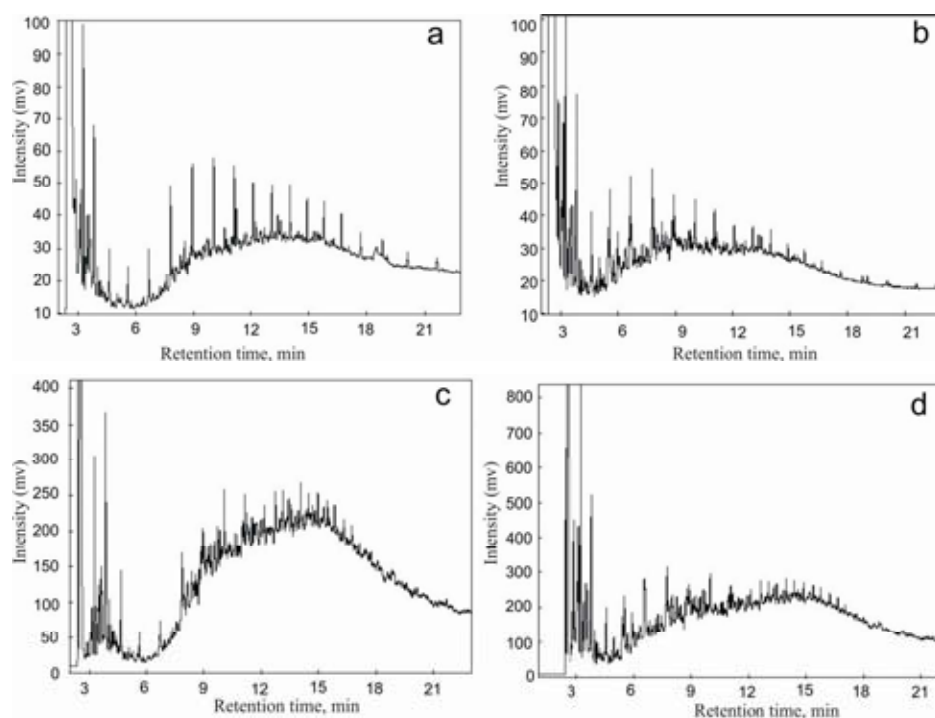 a
Intensity (mv)
100
90
80
70
60
50
40
30
20
10
3 6 9 12 15 18 21
Retention time, min
b
Intensity (mv)
100
90
80
70
60
50
40
30
20
10
3 6 9 12 15 18 21
Retention time, min
c
Intensity (mv)
400
350
300
250
200
150
100
50
0
3 6 9 12 15 18 21
Retention time, min
d
Intensity (mv)
800
700
600
500
400
300
200
100
0
3 6 9 12 15 18 21
Retention time, min